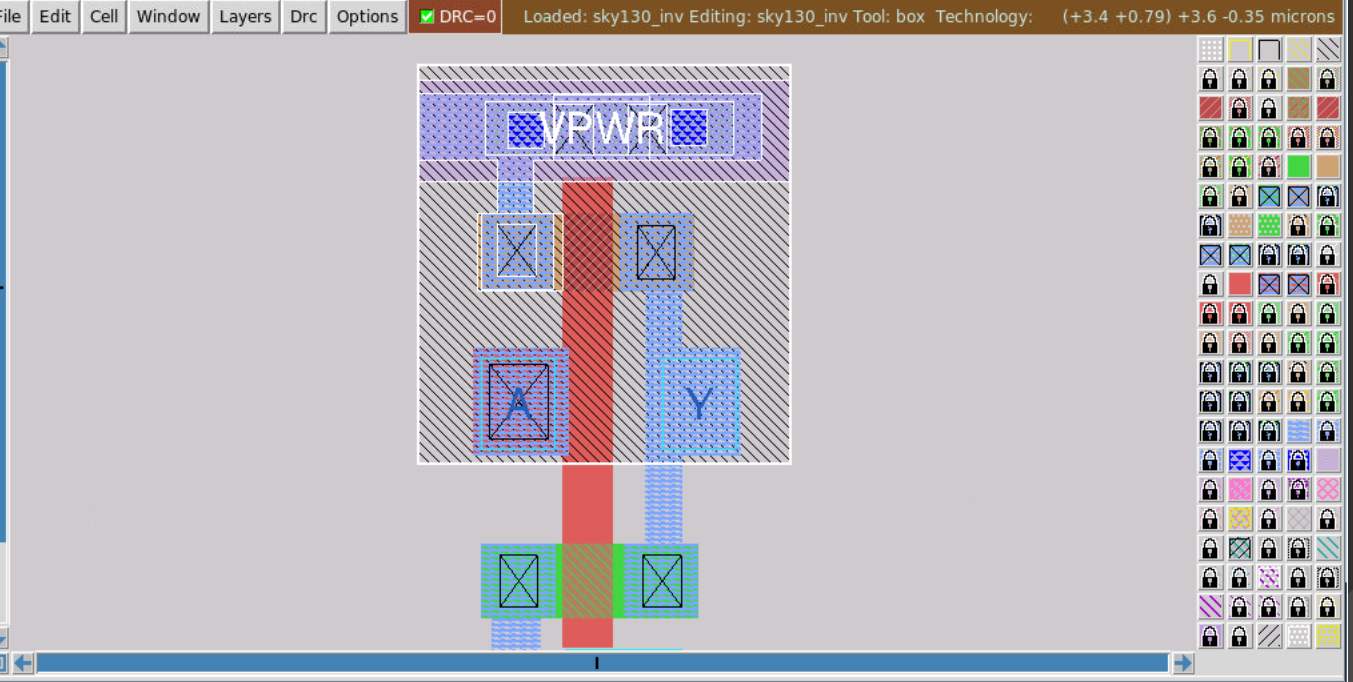 File Edit Cell Window Layers Drc Options DRC=0 Loaded: sky130_inv Editing: sky130_inv Tool: box Technology: (+3.4 +0.79) +3.6 -0.35 microns
VPWR
A Y